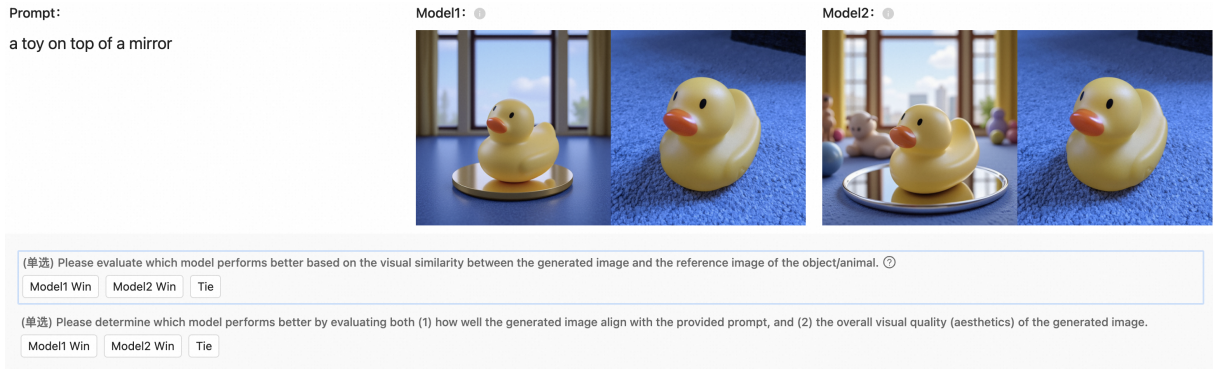 Prompt:
a toy on top of a mirror
Model1:
Model2:
(单选) Please evaluate which model performs better based on the visual similarity between the generated image and the reference image of the object/animal.
Model1 Win
Model2 Win
Tie
(单选) Please determine which model performs better by evaluating both (1) how well the generated image align with the provided prompt, and (2) the overall visual quality (aesthetics) of the generated image.
Model1 Win
Model2 Win
Tie